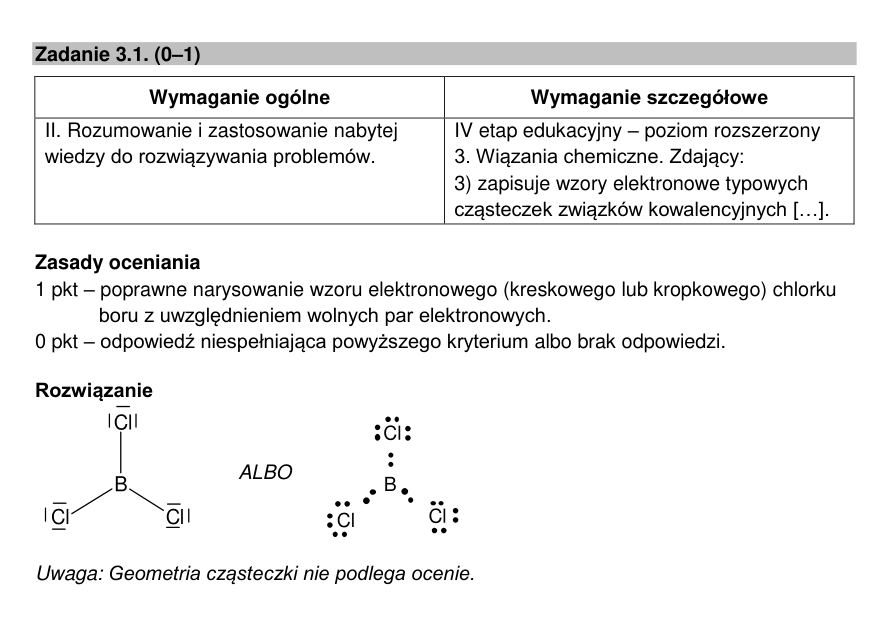 Zadanie 3.1. (0–1)
Wymaganie ogólne
Wymaganie szczegółowe
II. Rozumowanie i zastosowanie nabytej
wiedzy do rozwiązywania problemów.
IV etap edukacyjny – poziom rozszerzony
3. Wiązania chemiczne. Zdający:
3) zapisuje wzory elektronowe typowych
cząsteczek związków kowalencyjnych […].
Zasady oceniania
1 pkt – poprawne narysowanie wzoru elektronowego (kreskowego lub kropkowego) chlorku
boru z uwzględnieniem wolnych par elektronowych.
0 pkt – odpowiedź niespełniająca powyższego kryterium albo brak odpowiedzi.
Rozwiązanie
Cl
B
Cl
Cl
ALBO
Cl
B
Cl
Cl
Uwaga: Geometria cząsteczki nie podlega ocenie.